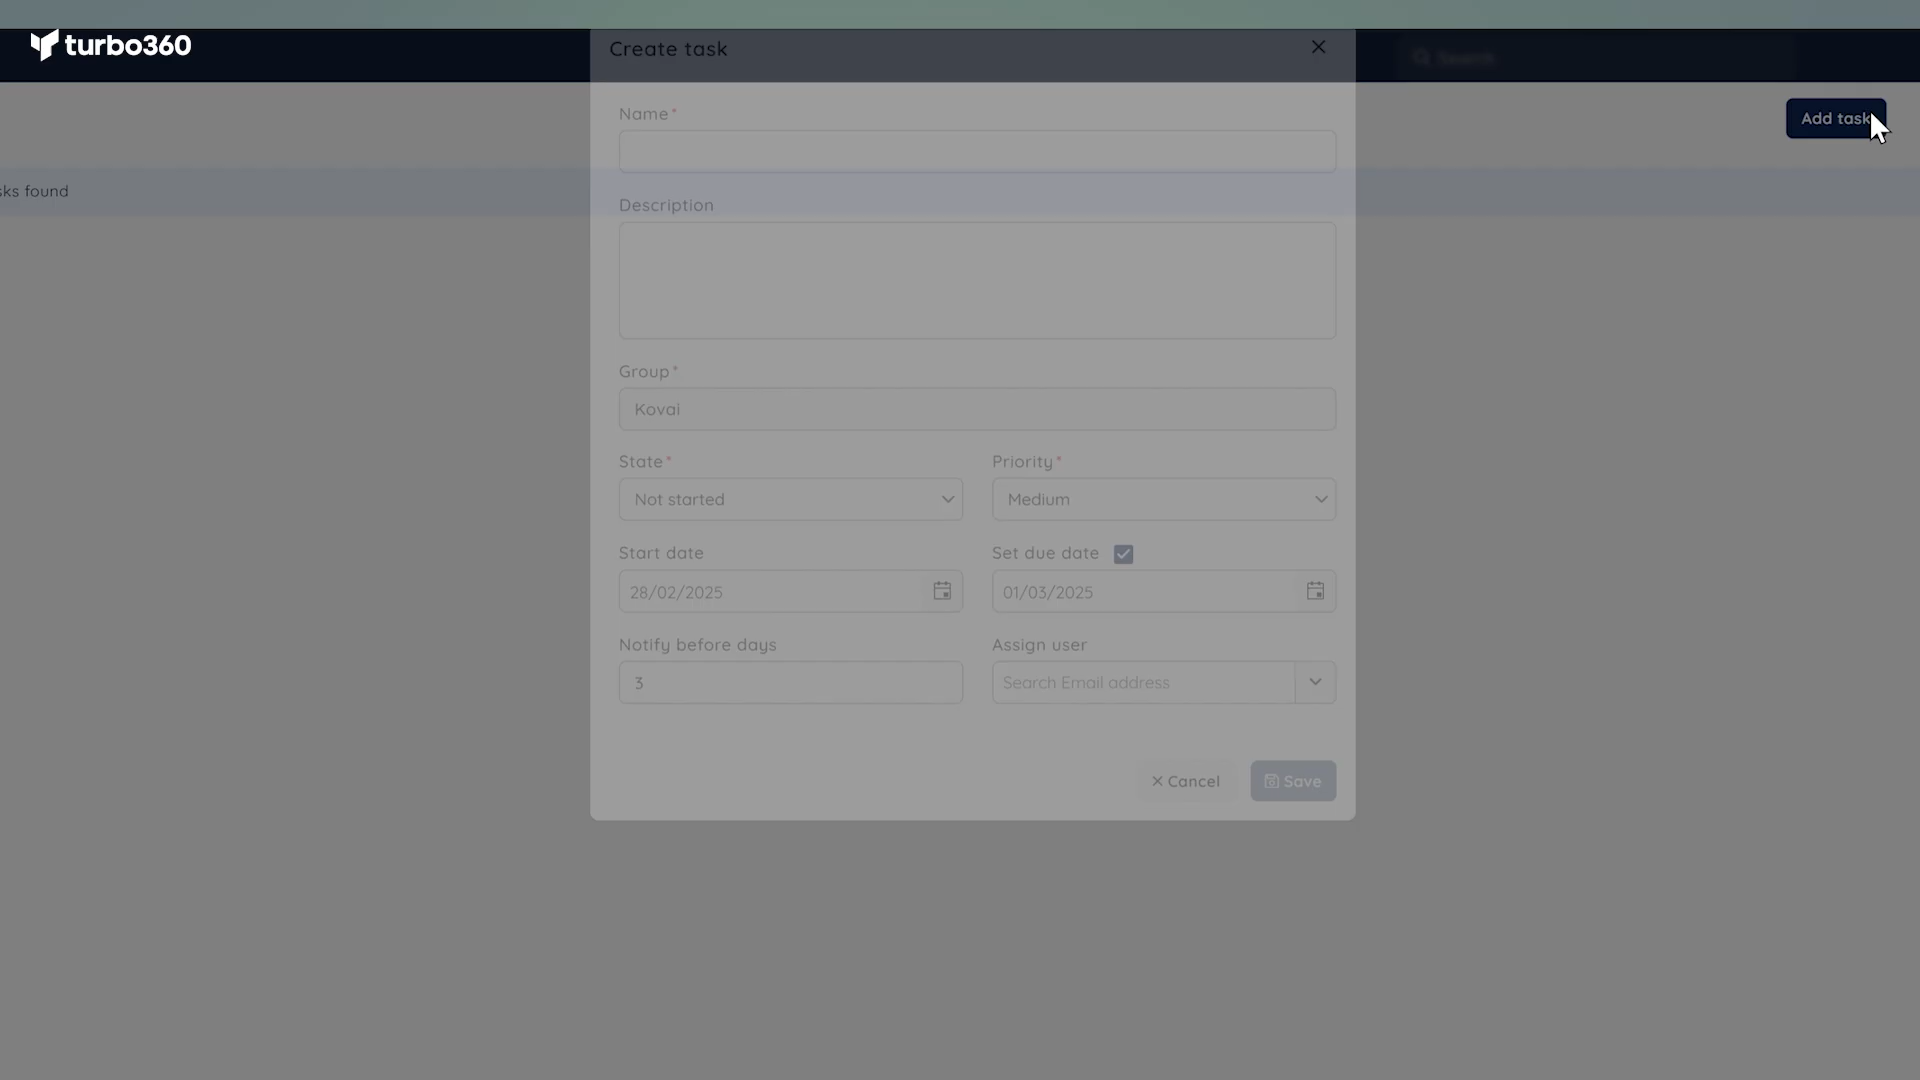 turbo360
Create task
Search
Name*
Add task
sks found
Description
Group*
Kovai
State*
Priority*
Not started
Medium
Start date
Set due date
28/02/2025
01/03/2025
Notify before days
Assign user
3
Search Email address
Cancel
Save